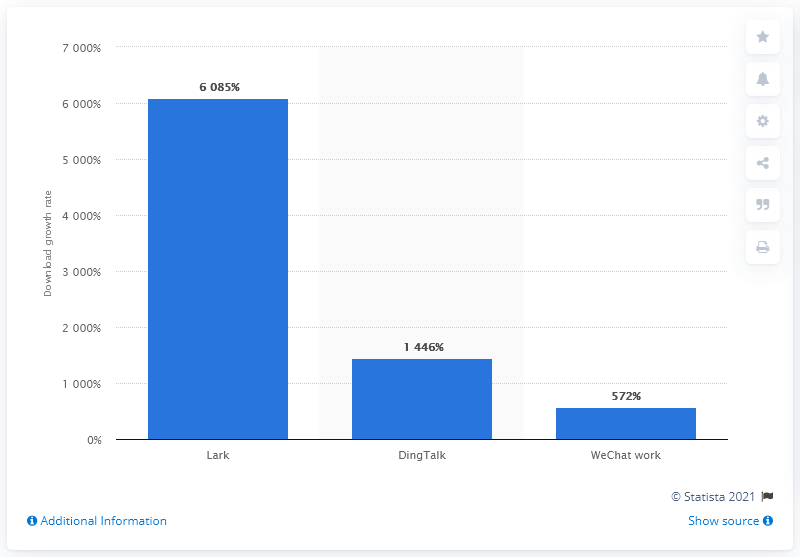 7 000%
6 085%
6 000%
5 000%
4 000%
Download growth rate
3 000%
2 000%
1 446%
1 000%
572%
0%
Lark DingTalk WeChat work
© Statista 2021
Additional Information Show source